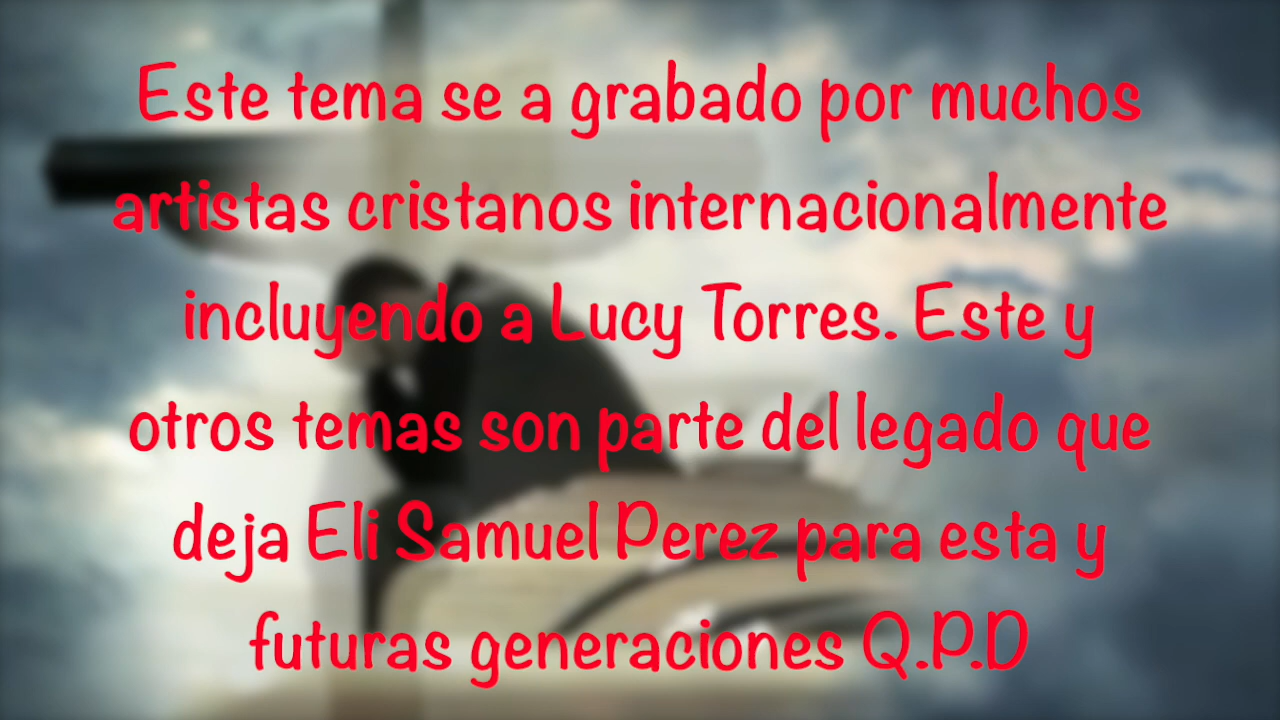 Este tema se a grabado por muchos
artistas cristanos internacionalmente
incluyendo a Lucy Torres. Este y
otros temas son parte del legado que
deja Eli Samuel Perez para esta y
futuras generaciones Q.P.D